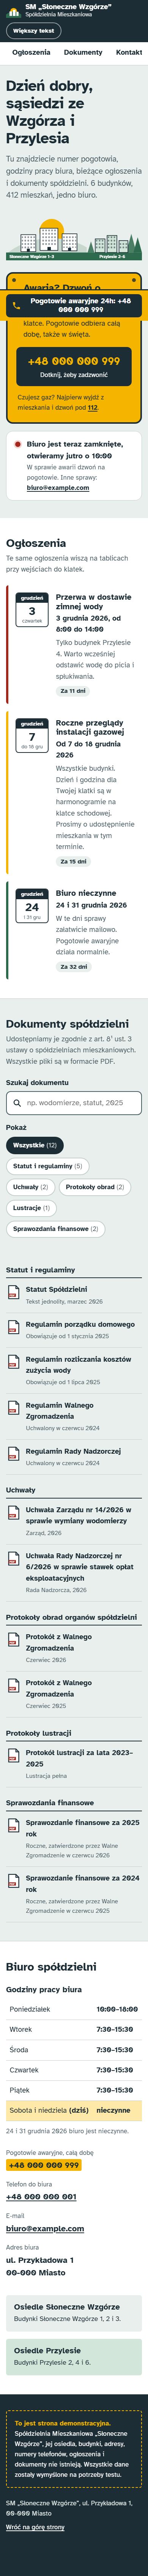 SM „Słoneczne Wzgórze”
Spółdzielnia Mieszkaniowa
Większy tekst
Ogłoszenia Dokumenty Kontakt
Dzień dobry,
sąsiedzi ze
Wzgórza i
Przylesia
Tu znajdziecie numer pogotowia,
godziny pracy biura, bieżące ogłoszenia
i dokumenty spółdzielni. 6 budynków,
412 mieszkań, jedno biuro.
Słoneczne Wzgórze 1–3
Przylesie 2–6
Awaria? Dzwoń o
Pogotowie awaryjne 24h: +48
000 000 999
klatce. Pogotowie odbiera całą
dobę, także w święta.
+48 000 000 999
Dotknij, żeby zadzwonić
Czujesz gaz? Najpierw wyjdź z
mieszkania i dzwoń pod 112.
Biuro jest teraz zamknięte,
otwieramy jutro o 10:00
W sprawie awarii dzwoń na
pogotowie. Inne sprawy:
biuro@example.com
Ogłoszenia
Te same ogłoszenia wiszą na tablicach
przy wejściach do klatek.
grudzień
3
czwartek
Przerwa w dostawie
zimnej wody
3 grudnia 2026, od
8:00 do 14:00
Tylko budynek Przylesie
4. Warto wcześniej
odstawić wodę do picia i
spłukiwania.
Za 11 dni
grudzień
7
do 18 gru
Roczne przeglądy
instalacji gazowej
Od 7 do 18 grudnia
2026
Wszystkie budynki.
Dzień i godzina dla
Twojej klatki są w
harmonogramie na
klatce schodowej.
Prosimy o udostępnienie
mieszkania w tym
terminie.
Za 15 dni
grudzień
24
i 31 gru
Biuro nieczynne
24 i 31 grudnia 2026
W te dni sprawy
załatwicie mailowo.
Pogotowie awaryjne
działa normalnie.
Za 32 dni
Dokumenty spółdzielni
Udostępniamy je zgodnie z art. 8¹ ust. 3
ustawy o spółdzielniach mieszkaniowych.
Wszystkie pliki są w formacie PDF.
Szukaj dokumentu
np. wodomierze, statut, 2025
Pokaż
Wszystkie (12)
Statut i regulaminy (5)
Uchwały (2) Protokoły obrad (2)
Lustracje (1)
Sprawozdania finansowe (2)
Statut i regulaminy
Statut Spółdzielni
Tekst jednolity, marzec 2026
Regulamin porządku domowego
Obowiązuje od 1 stycznia 2025
Regulamin rozliczania kosztów
zużycia wody
Obowiązuje od 1 lipca 2025
Regulamin Walnego
Zgromadzenia
Uchwalony w czerwcu 2024
Regulamin Rady Nadzorczej
Uchwalony w czerwcu 2024
Uchwały
Uchwała Zarządu nr 14/2026 w
sprawie wymiany wodomierzy
Zarząd, 2026
Uchwała Rady Nadzorczej nr
6/2026 w sprawie stawek opłat
eksploatacyjnych
Rada Nadzorcza, 2026
Protokoły obrad organów spółdzielni
Protokół z Walnego
Zgromadzenia
Czerwiec 2026
Protokół z Walnego
Zgromadzenia
Czerwiec 2025
Protokoły lustracji
Protokół lustracji za lata 2023–
2025
Lustracja pełna
Sprawozdania finansowe
Sprawozdanie finansowe za 2025
rok
Roczne, zatwierdzone przez Walne
Zgromadzenie w czerwcu 2026
Sprawozdanie finansowe za 2024
rok
Roczne, zatwierdzone przez Walne
Zgromadzenie w czerwcu 2025
Biuro spółdzielni
Godziny pracy biura
Poniedziałek 10:00–18:00
Wtorek 7:30–15:30
Środa 7:30–15:30
Czwartek 7:30–15:30
Piątek 7:30–15:30
Sobota i niedziela (dziś) nieczynne
24 i 31 grudnia 2026 biuro jest nieczynne.
Pogotowie awaryjne, całą dobę
+48 000 000 999
Telefon do biura
+48 000 000 001
E-mail
biuro@example.com
Adres biura
ul. Przykładowa 1
00-000 Miasto
Osiedle Słoneczne Wzgórze
Budynki Słoneczne Wzgórze 1, 2 i 3.
Osiedle Przylesie
Budynki Przylesie 2, 4 i 6.
To jest strona demonstracyjna.
Spółdzielnia Mieszkaniowa „Słoneczne
Wzgórze”, jej osiedla, budynki, adresy,
numery telefonów, ogłoszenia i
dokumenty nie istnieją. Wszystkie dane
zostały wymyślone na potrzeby testu.
SM „Słoneczne Wzgórze”, ul. Przykładowa 1,
00-000 Miasto
Wróć na górę strony